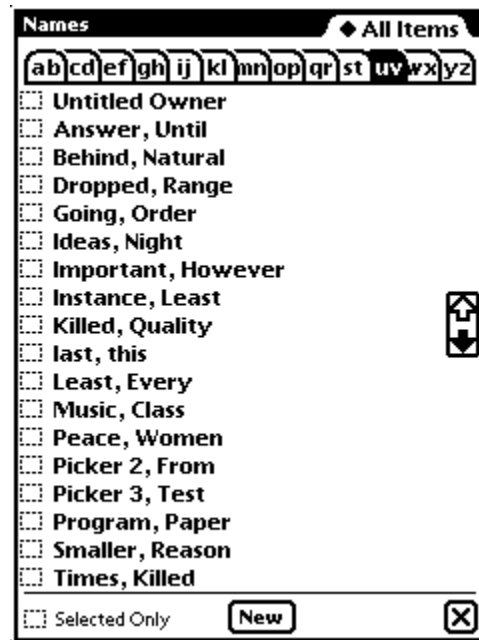 Names
◆ All Items
ab cd ef gh ij kl mn op qr st uv wx yz
Untitled Owner
Answer, Until
Behind, Natural
Dropped, Range
Going, Order
Ideas, Night
Important, However
Instance, Least
Killed, Quality
last, this
Least, Every
Music, Class
Peace, Women
Picker 2, From
Picker 3, Test
Program, Paper
Smaller, Reason
Times, Killed
Selected Only
New